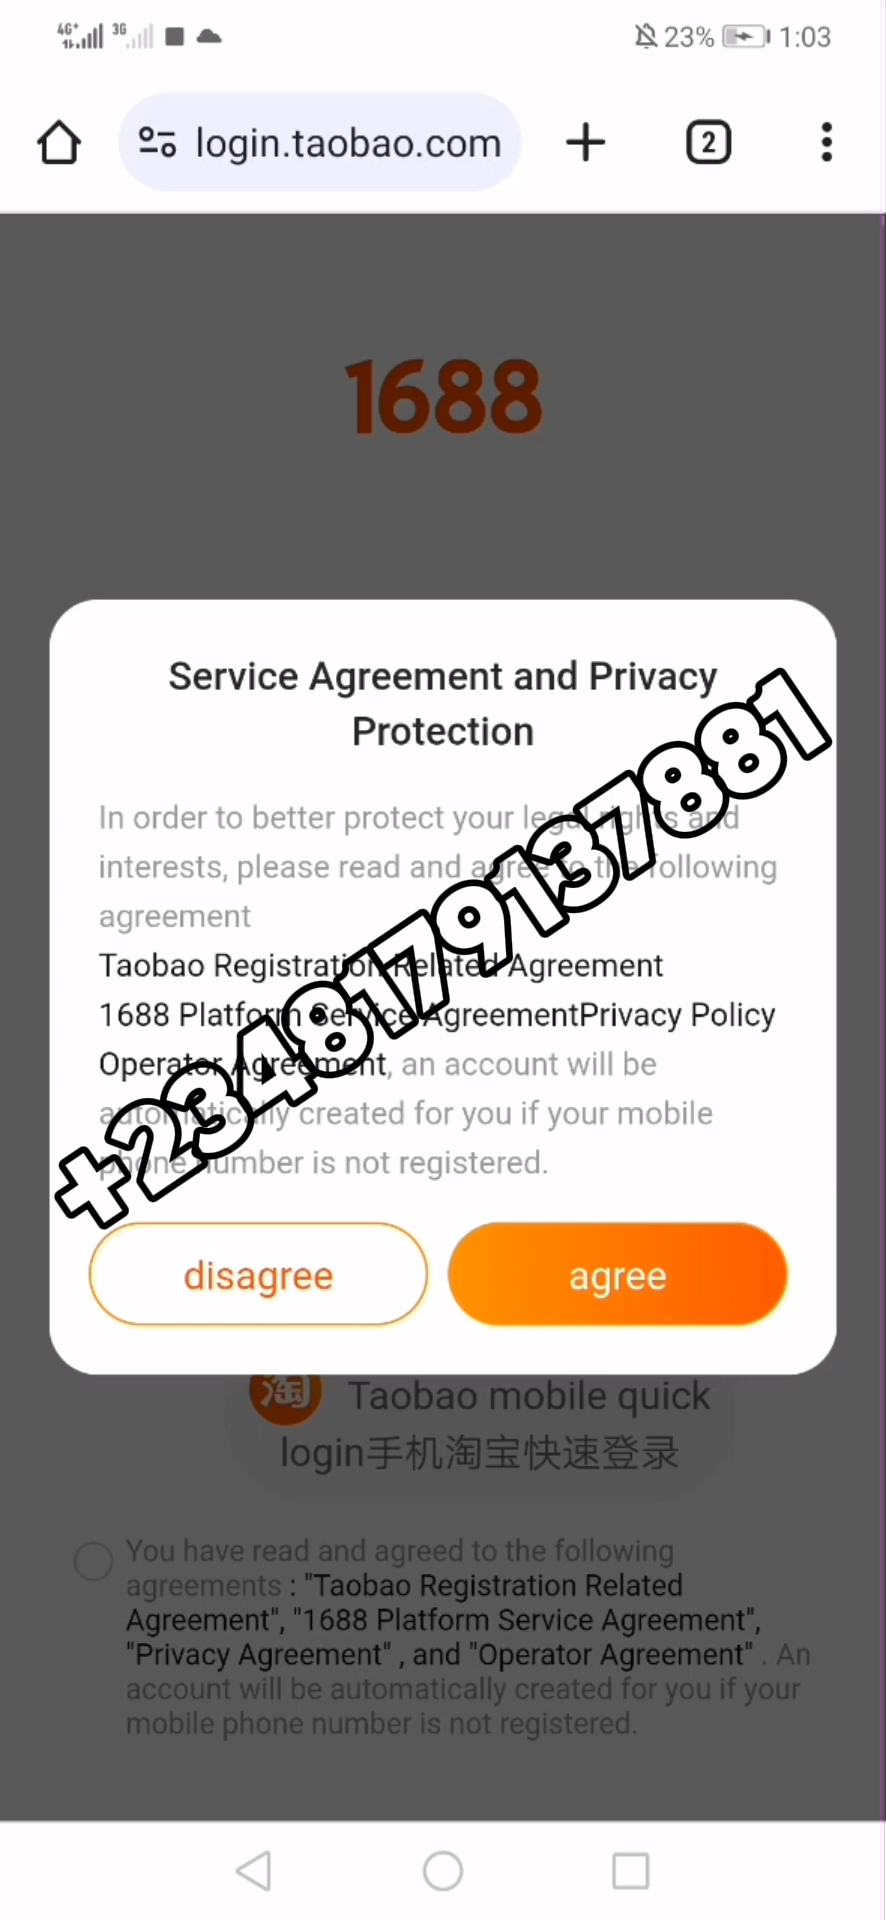 4G+ 3G 23% 1:03
login.taobao.com 2
1688
Service Agreement and Privacy
Protection
In order to better protect your legal rights and
interests, please read and agree to the following
agreement
Taobao Registration Related Agreement
1688 Platform Service AgreementPrivacy Policy
Operator Agreement, an account will be
automatically created for you if your mobile
phone number is not registered.
+2348179137881
disagree agree
淘 Taobao mobile quick
login手机淘宝快速登录
You have read and agreed to the following
agreements : "Taobao Registration Related
Agreement", "1688 Platform Service Agreement",
"Privacy Agreement" , and "Operator Agreement" . An
account will be automatically created for you if your
mobile phone number is not registered.